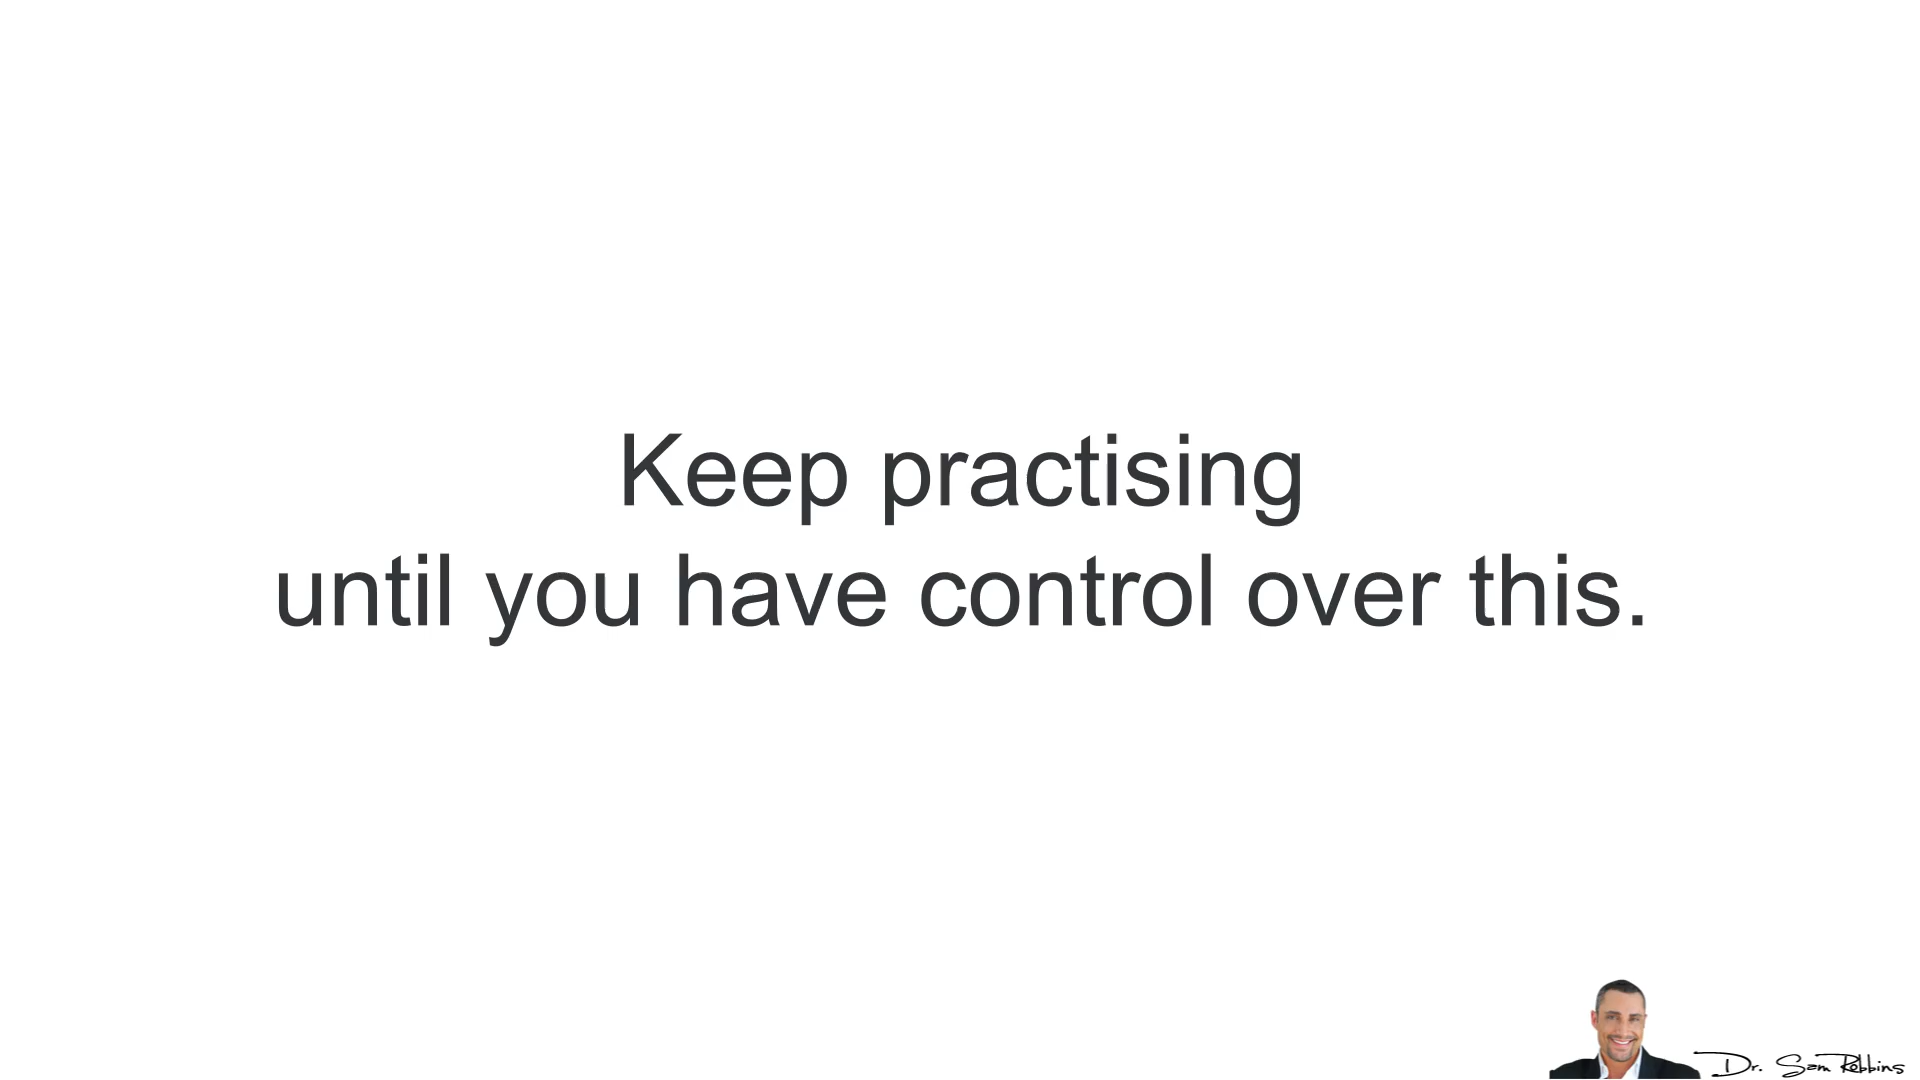 Keep practising
until you have control over this.
Dr. Sam Robbins